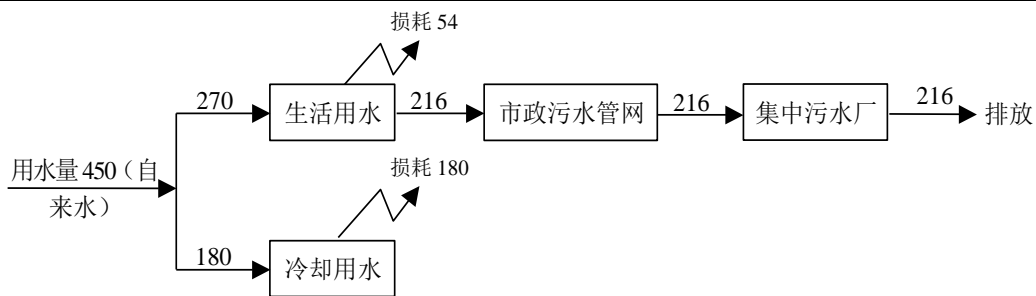 损耗 54
270
生活用水
216
市政污水管网
216
集中污水厂
216
排放
用水量 450（自
来水）
损耗 180
180
冷却用水